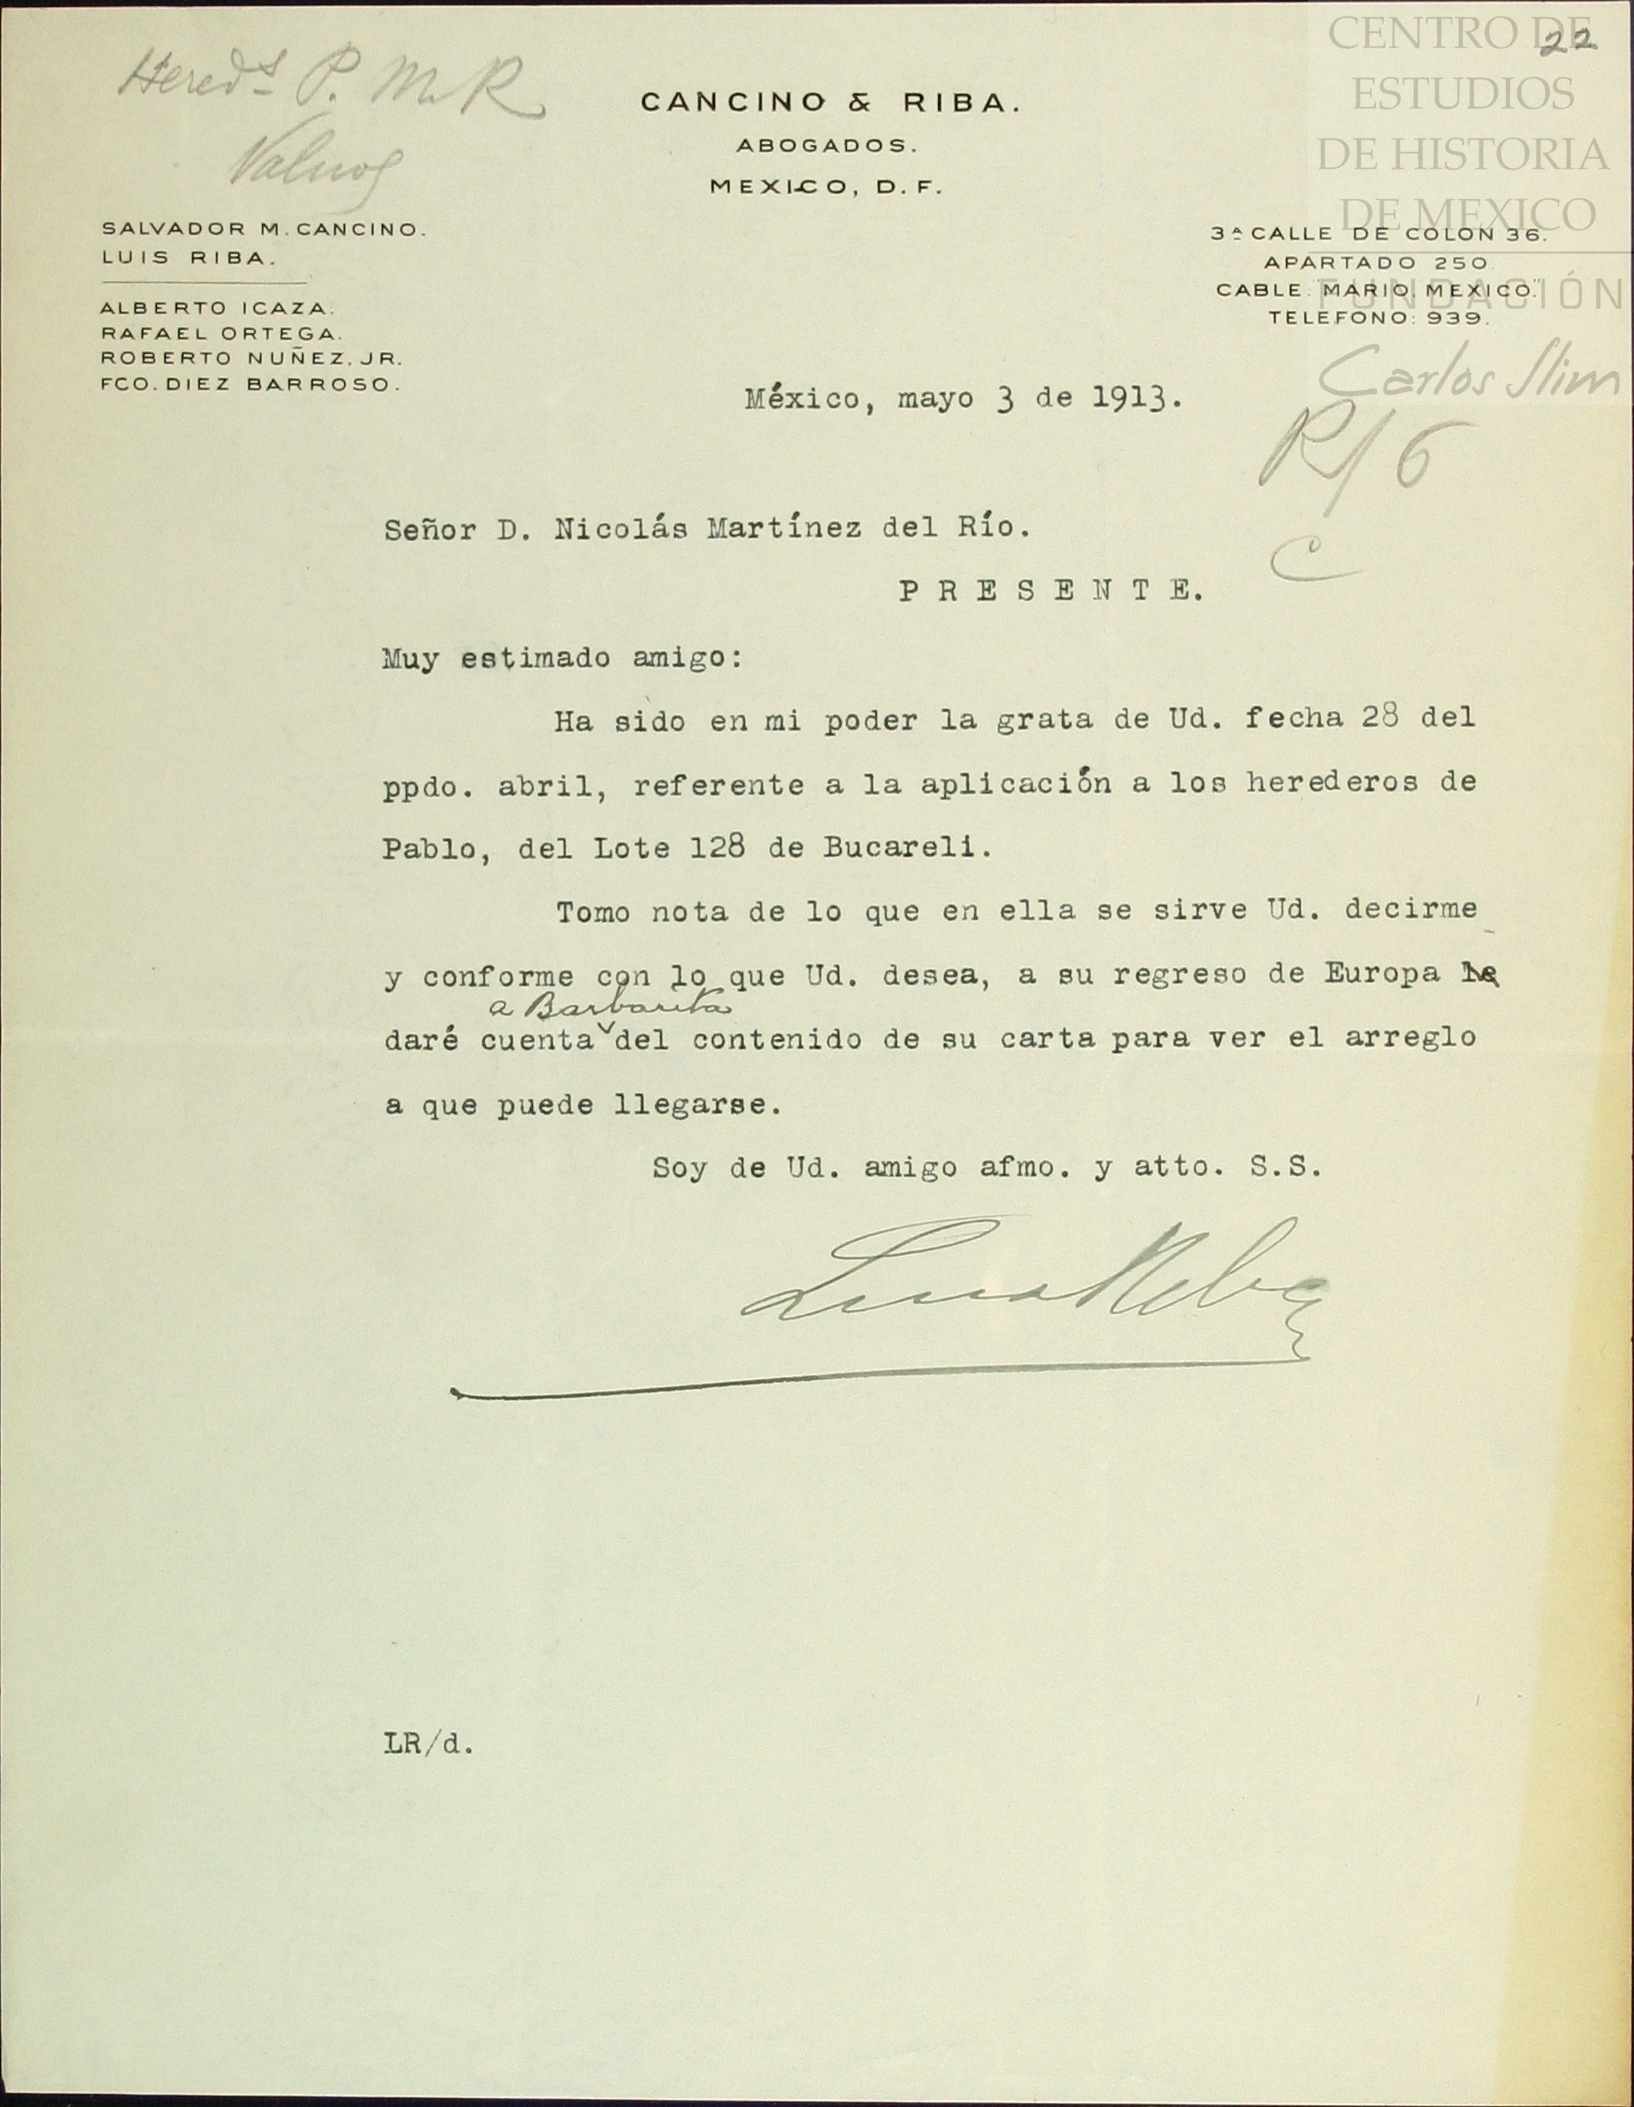 Hered.s P. M. R
22
CENTRO DE
ESTUDIOS
DE HISTORIA
DE MEXICO
FUNDACIÓN
Carlos Slim
CANCINO & RIBA.
ABOGADOS.
MEXICO, D. F.
SALVADOR M. CANCINO.
LUIS RIBA.
ALBERTO ICAZA.
RAFAEL ORTEGA.
ROBERTO NUÑEZ, JR.
FCO. DIEZ BARROSO.
3ª CALLE DE COLON 36.
APARTADO 250.
CABLE "MARIO, MEXICO."
TELEFONO: 939.
México, mayo 3 de 1913.
R/ 6
C
Señor D. Nicolás Martínez del Río.
P R E S E N T E.
Muy estimado amigo:
Ha sido en mi poder la grata de Ud. fecha 28 del
ppdo. abril, referente a la aplicación a los herederos de
Pablo, del Lote 128 de Bucareli.
Tomo nota de lo que en ella se sirve Ud. decirme
y conforme con lo que Ud. desea, a su regreso de Europa le
a Barbarita
daré cuenta del contenido de su carta para ver el arreglo
a que puede llegarse.
Soy de Ud. amigo afmo. y atto. S.S.
Luis Riba
LR/d.